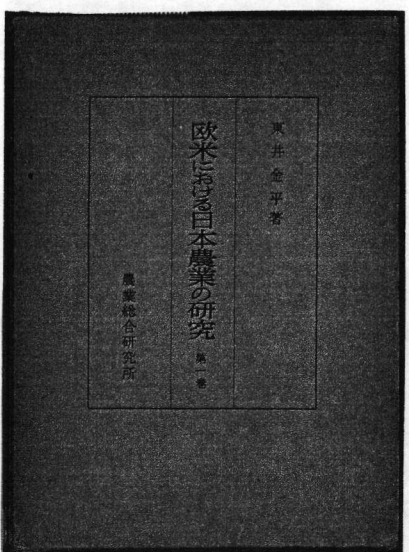 東井金平著
欧米における日本農業の研究 第一巻
農業総合研究所